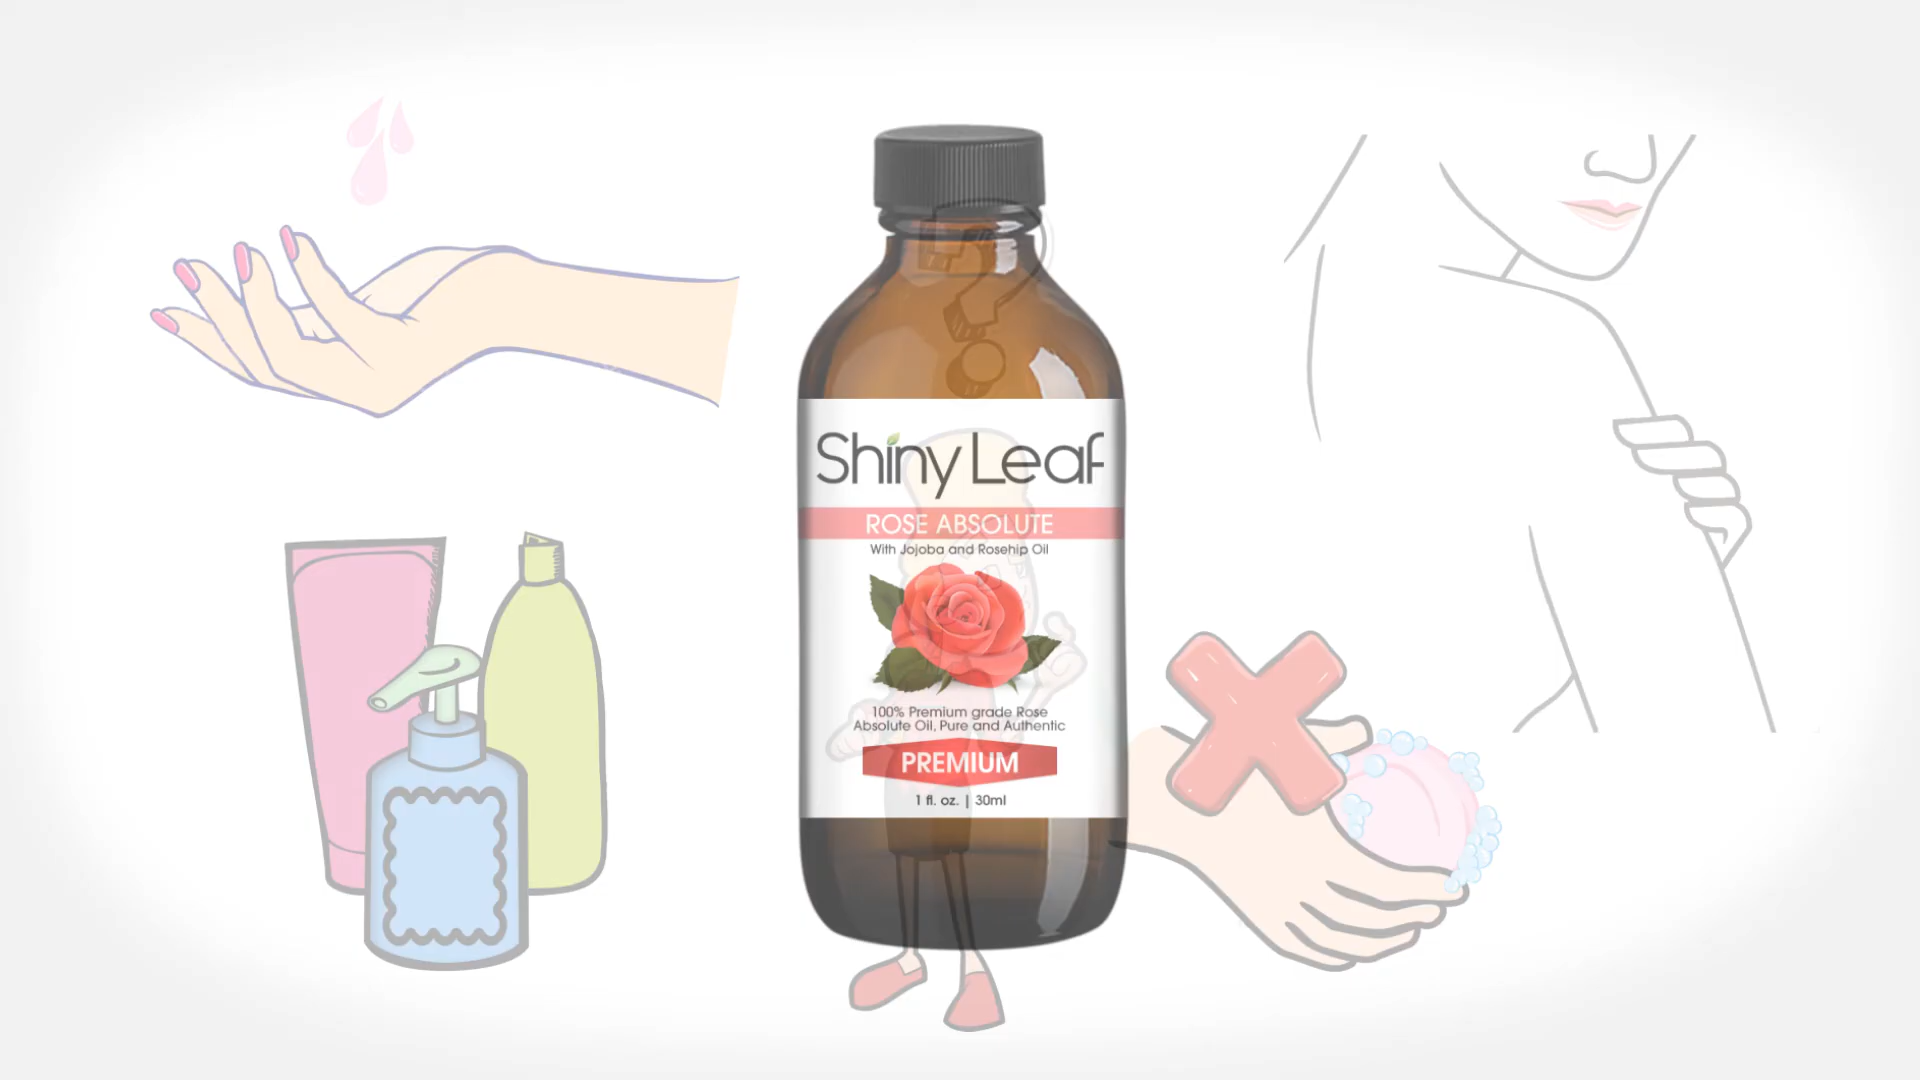 Shiny Leaf
ROSE ABSOLUTE
With Jojoba and Rosehip Oil
100% Premium grade Rose
Absolute Oil, Pure and Authentic
PREMIUM
1 fl. oz. | 30ml